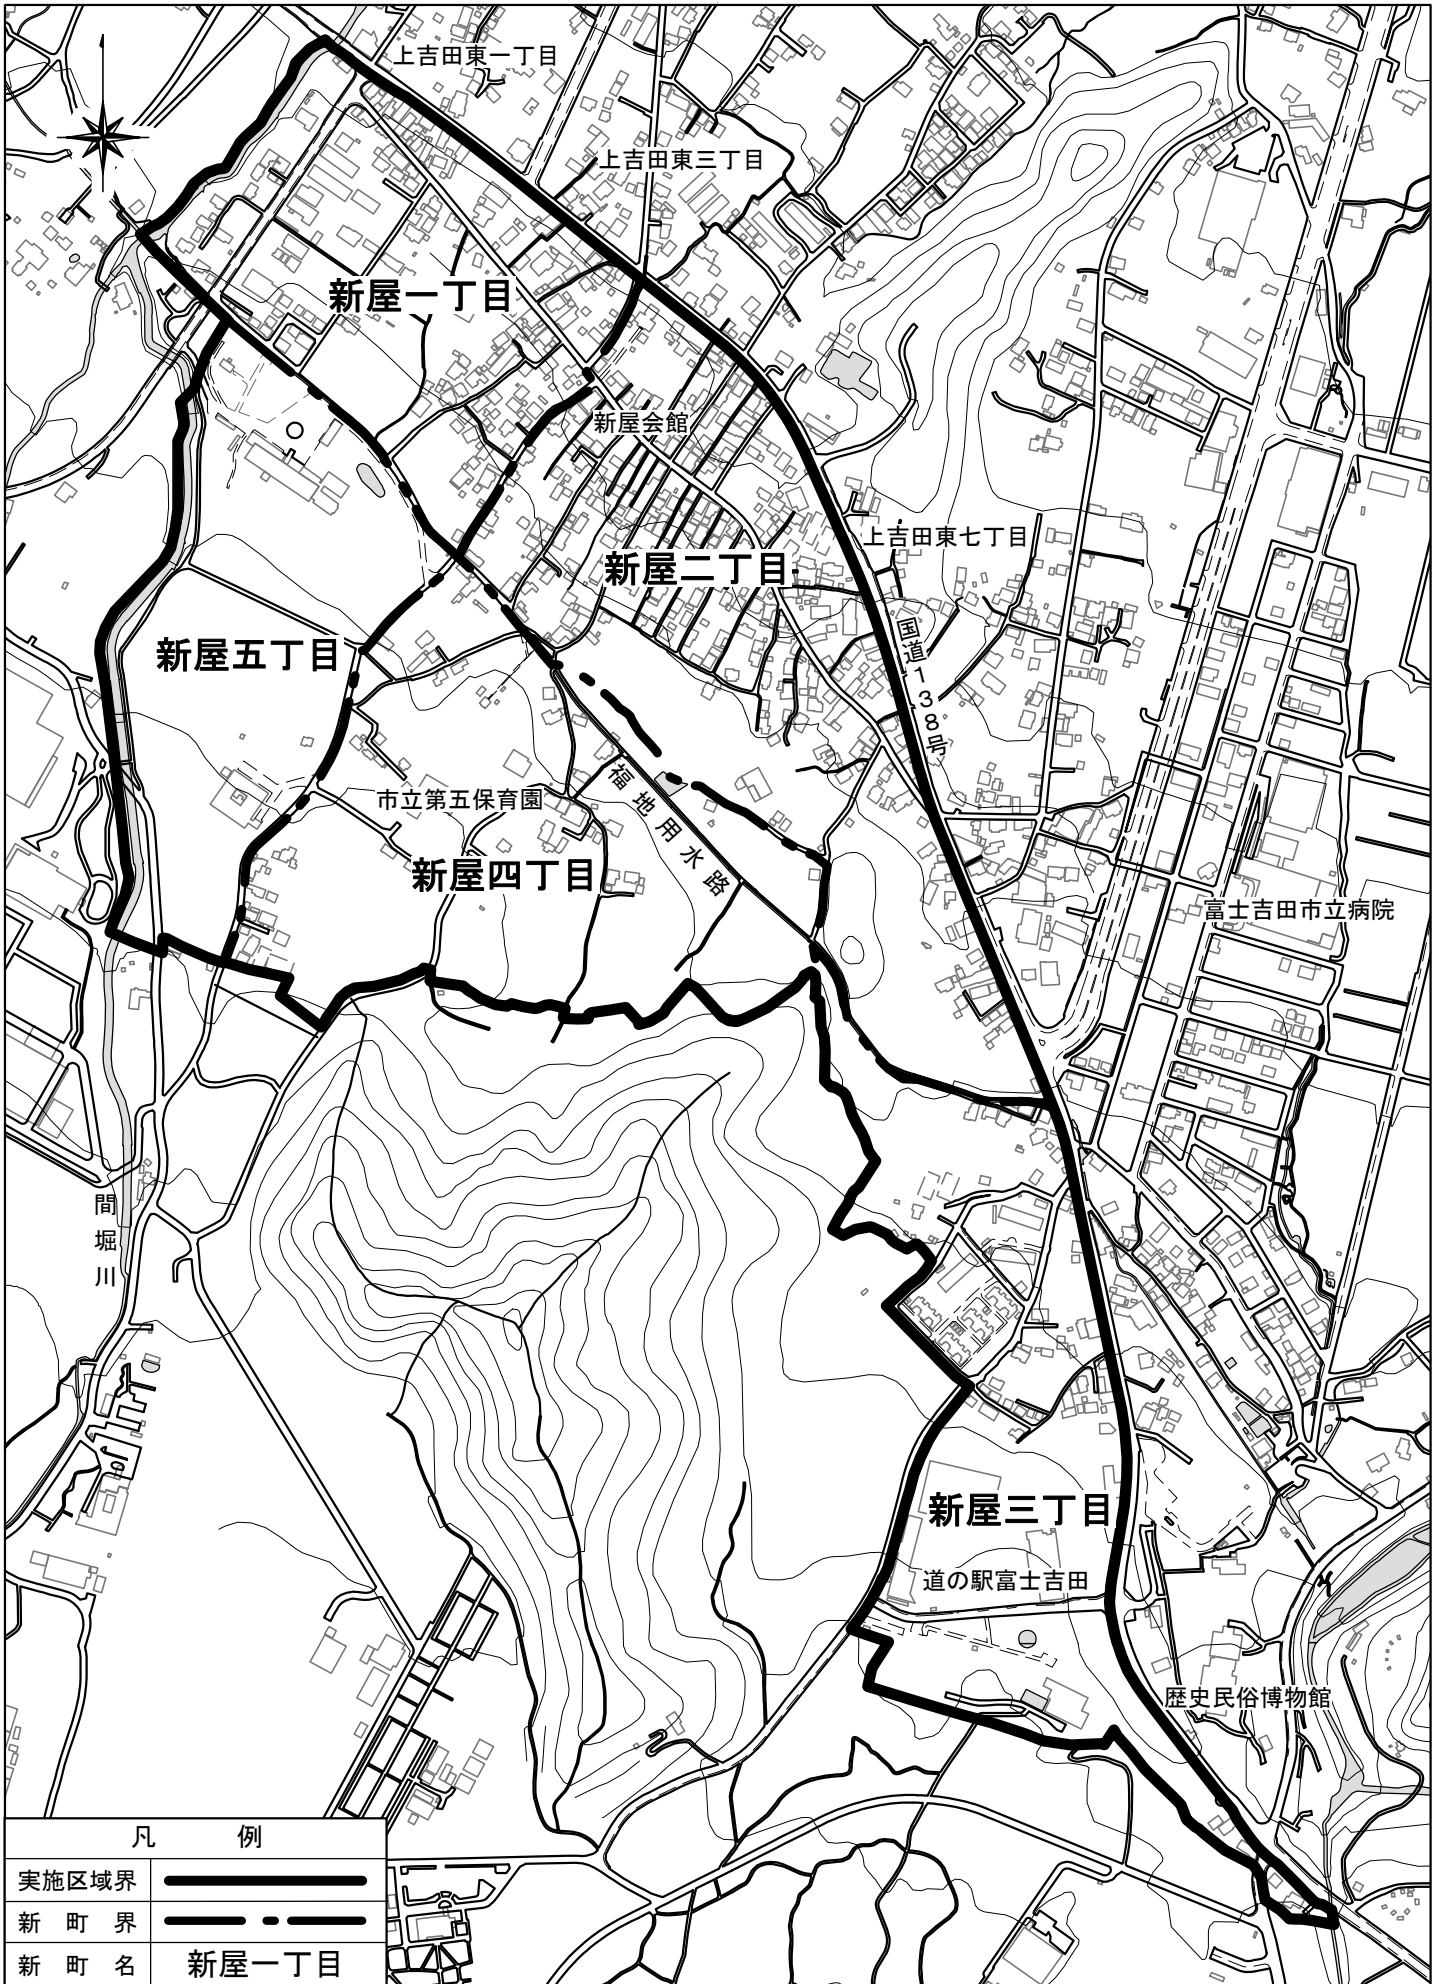 上吉田東一丁目
上吉田東三丁目
新屋一丁目
新屋会館
上吉田東七丁目
新屋二丁目
国道138号
新屋五丁目
市立第五保育園
福地用水路
新屋四丁目
富士吉田市立病院
間堀川
新屋三丁目
道の駅富士吉田
歴史民俗博物館
凡　例
実施区域界
新町界
新町名　新屋一丁目